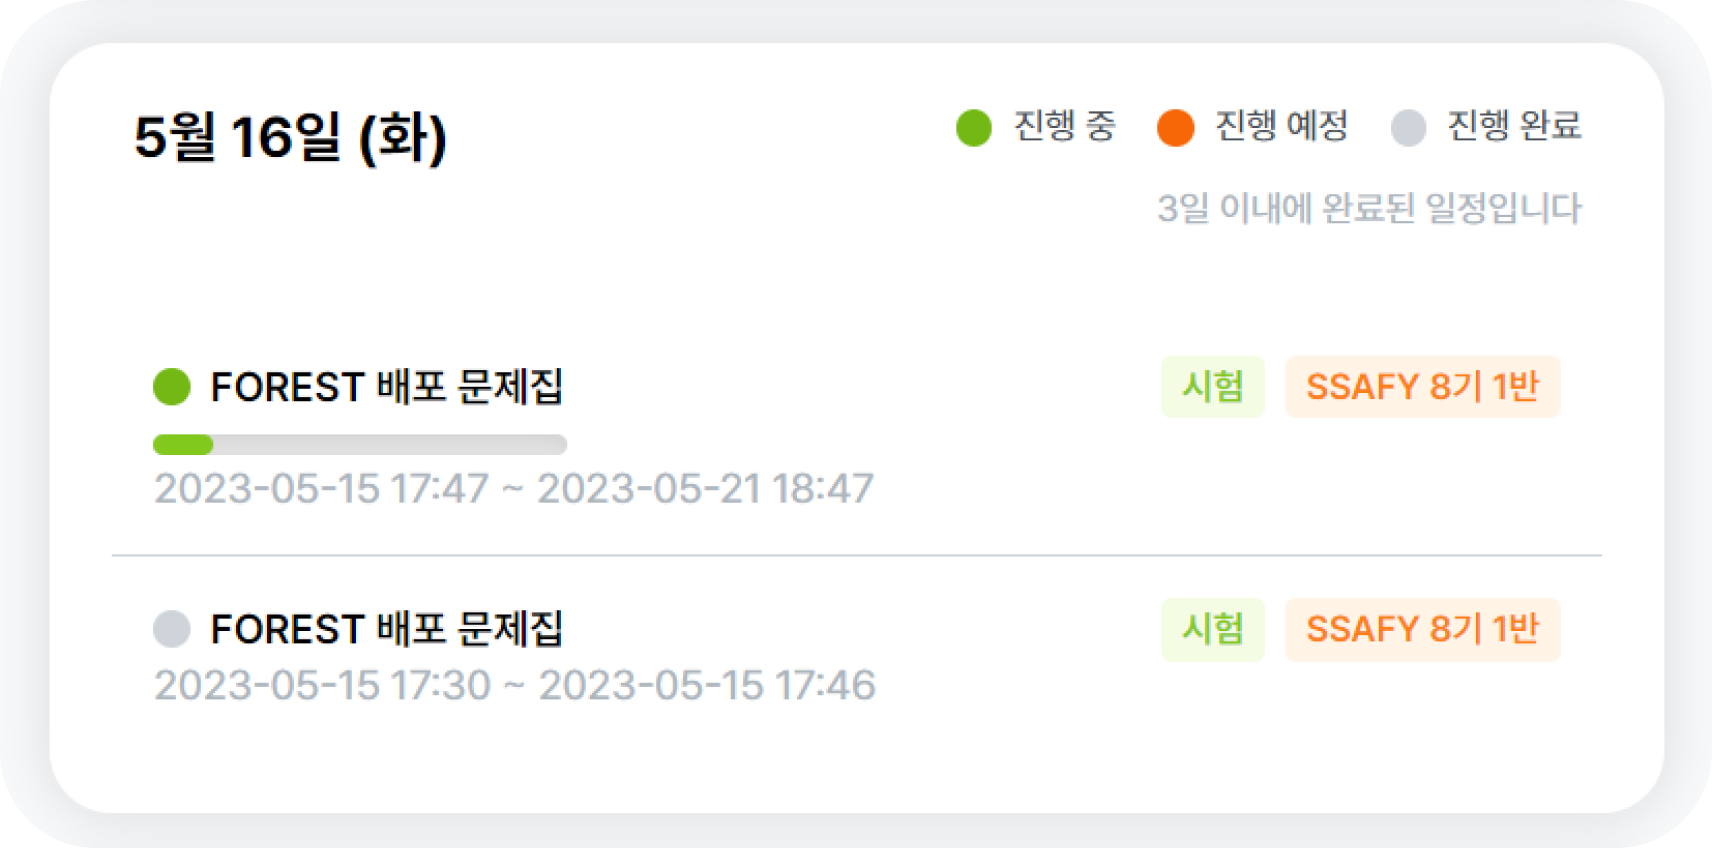 5월 16일 (화)
진행 중 진행 예정 진행 완료
3일 이내에 완료된 일정입니다
FOREST 배포 문제집 시험 SSAFY 8기 1반
2023-05-15 17:47 ~ 2023-05-21 18:47
FOREST 배포 문제집 시험 SSAFY 8기 1반
2023-05-15 17:30 ~ 2023-05-15 17:46